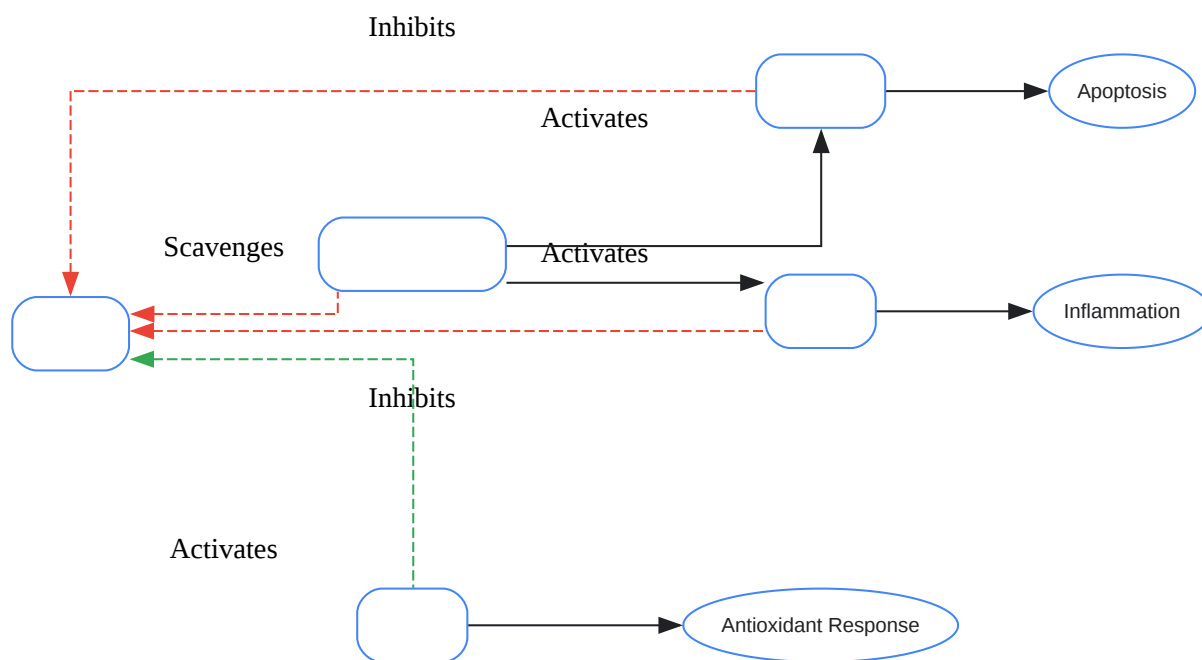 Inhibits
Apoptosis
Activates
Scavenges
Activates
Inflammation
Inhibits
Activates
Antioxidant Response